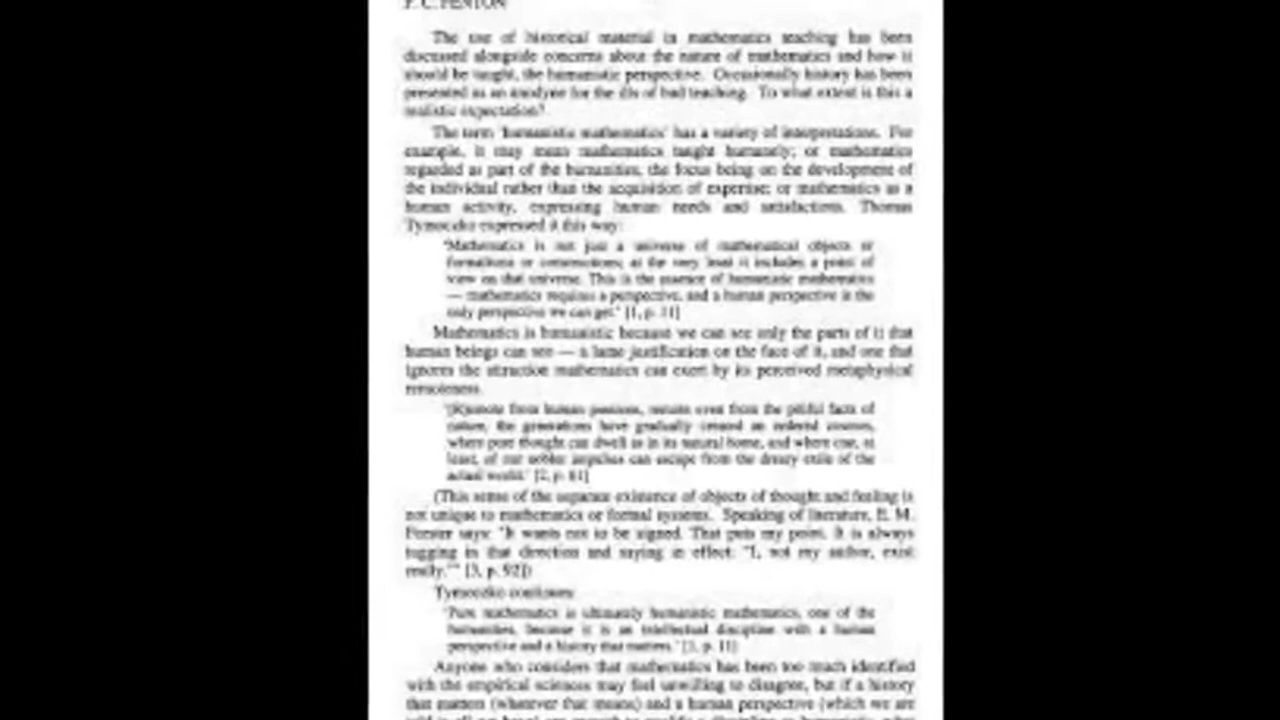 P. C. FENTON
The use of historical material in mathematics teaching has been
discussed alongside concerns about the nature of mathematics and how it
should be taught, the humanistic perspective. Occasionally history has been
presented as an anodyne for the ills of bad teaching. To what extent is this a
realistic expectation?
The term 'humanistic mathematics' has a variety of interpretations. For
example, it may mean mathematics taught humanely; or mathematics
regarded as part of the humanities, the focus being on the development of
the individual rather than the acquisition of expertise; or mathematics as a
human activity, expressing human needs and satisfactions. Thomas
Tymoczko expressed it this way:
'Mathematics is not just a universe of mathematical objects or
formalisms or constructions; at the very least it includes a point of
view on that universe. This is the essence of humanistic mathematics
— mathematics requires a perspective, and a human perspective is the
only perspective we can get.' [1, p. 11]
Mathematics is humanistic because we can see only the parts of it that
human beings can see — a lame justification on the face of it, and one that
ignores the attraction mathematics can exert by its perceived metaphysical
remoteness.
'[R]emote from human passions, remote even from the pitiful facts of
nature, the generations have gradually created an ordered cosmos,
where pure thought can dwell as in its natural home, and where one, at
least, of our nobler impulses can escape from the dreary exile of the
actual world.' [2, p. 61]
(This sense of the separate existence of objects of thought and feeling is
not unique to mathematics or formal systems. Speaking of literature, E. M.
Forster says: "It wants not to be signed. That puts my point. It is always
tugging in that direction and saying in effect: "I, not my author, exist
really."" [3, p. 92])
Tymoczko continues:
'Pure mathematics is ultimately humanistic mathematics, one of the
humanities, because it is an intellectual discipline with a human
perspective and a history that matters.' [1, p. 11]
Anyone who considers that mathematics has been too much identified
with the empirical sciences may feel unwilling to disagree, but if a history
that matters (whatever that means) and a human perspective (which we are